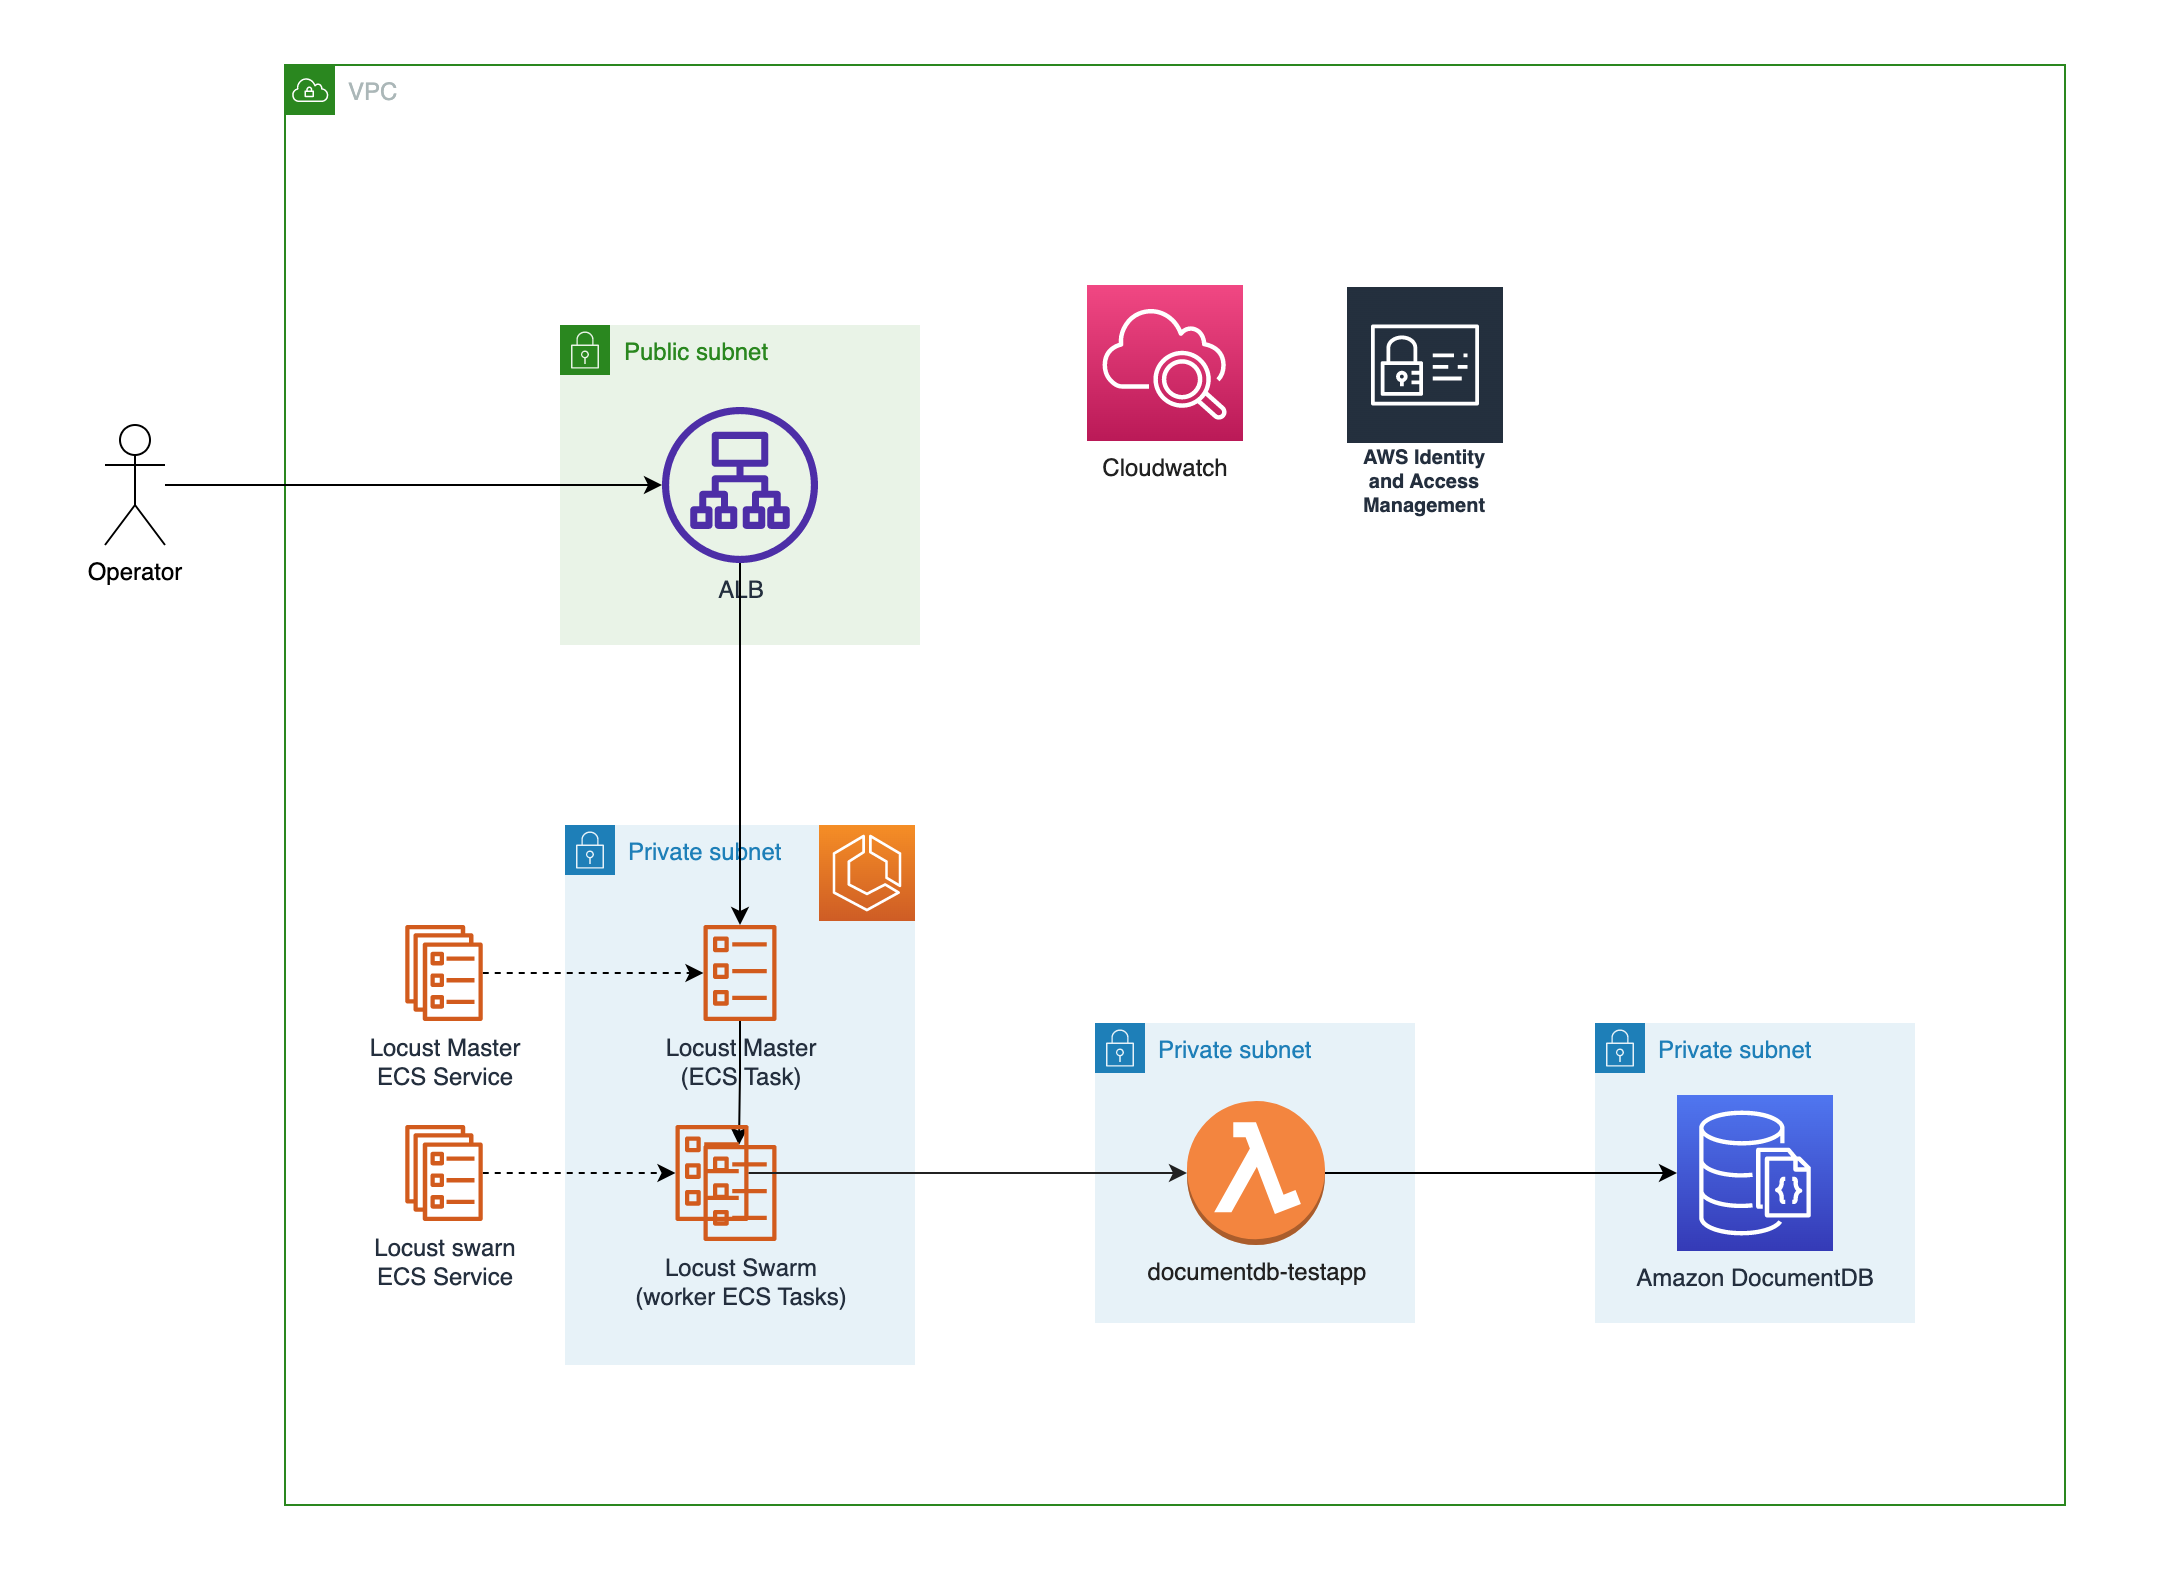 VPC
Public subnet
ALB
Operator
Cloudwatch
AWS Identity
and Access
Management
Private subnet
Locust Master
ECS Service
Locust Master
(ECS Task)
Locust swarn
ECS Service
Locust Swarm
(worker ECS Tasks)
Private subnet
documentdb-testapp
Private subnet
Amazon DocumentDB